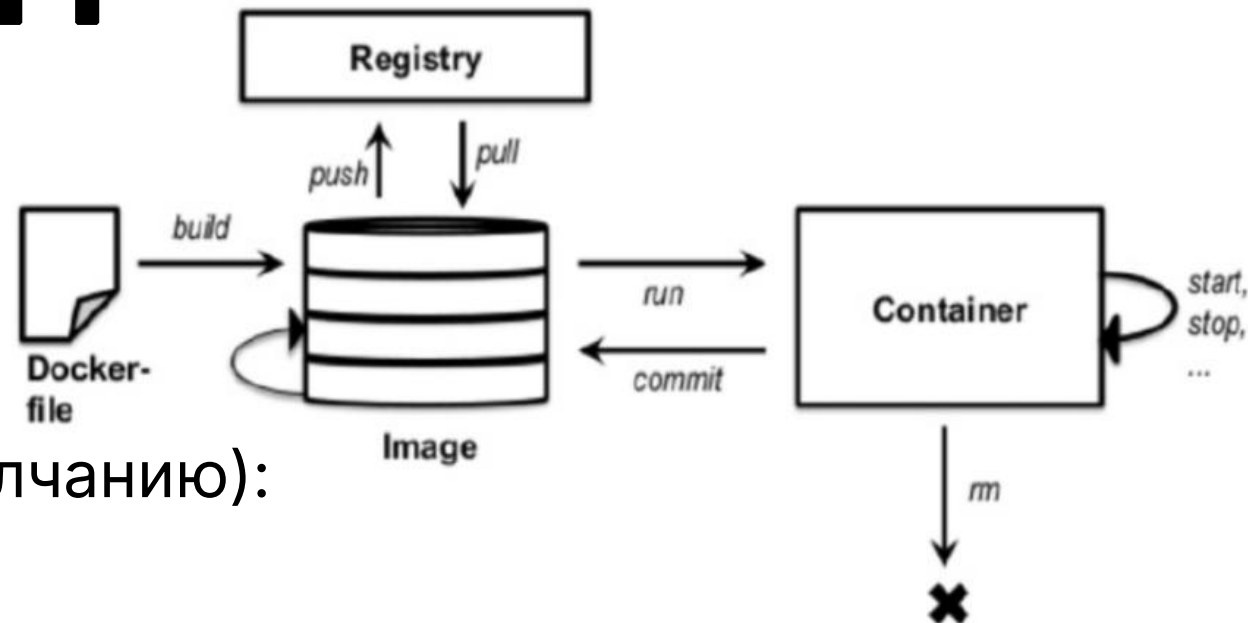 Registry
push
pull
build
run
Container
start,
stop,
...
commit
Docker-
file
Image
лчанию):
rm